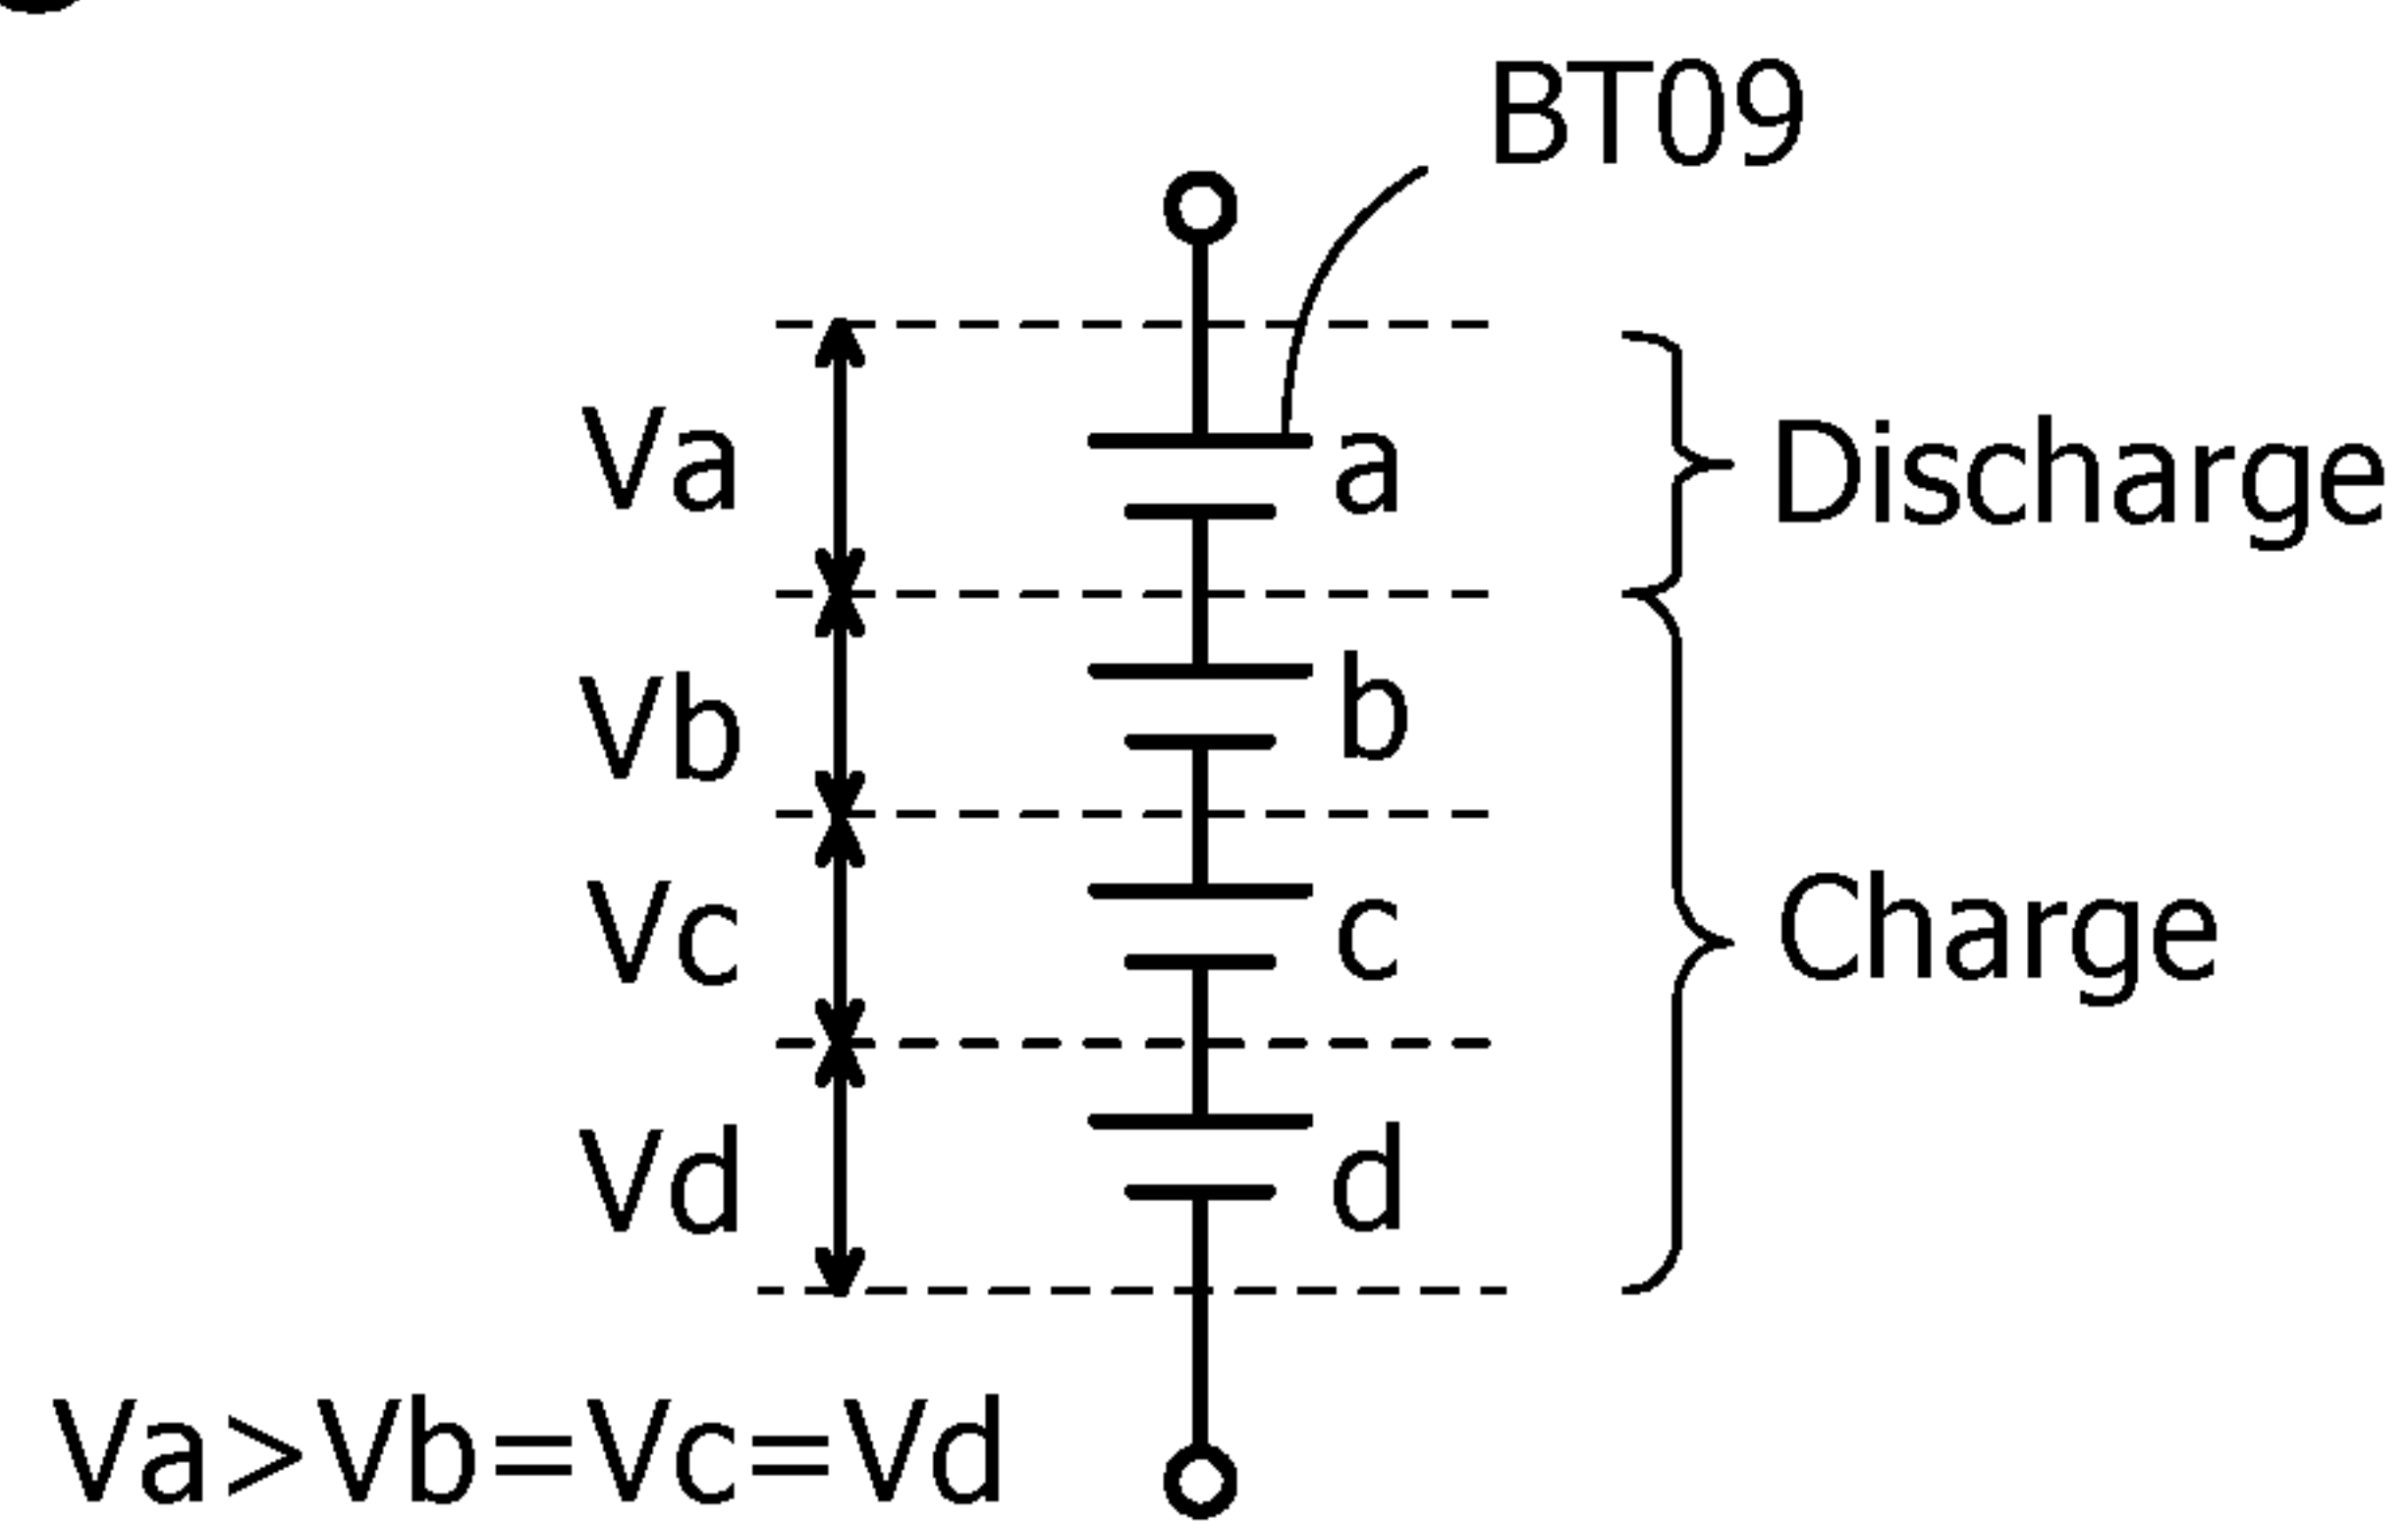 BT09
Va
a
Discharge
Vb
b
Vc
c
Charge
Vd
d
Va>Vb=Vc=Vd